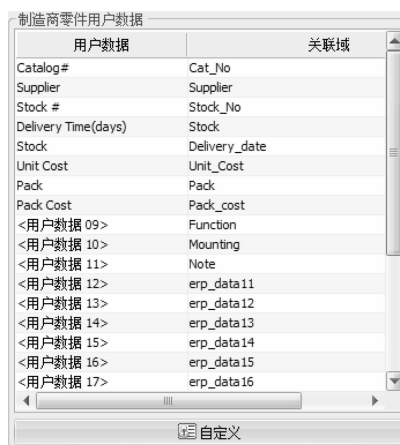 制造商零件用户数据
用户数据 关联域
Catalog# Cat_No
Supplier Supplier
Stock # Stock_No
Delivery Time(days) Stock
Stock Delivery_date
Unit Cost Unit_Cost
Pack Pack
Pack Cost Pack_cost
<用户数据 09> Function
<用户数据 10> Mounting
<用户数据 11> Note
<用户数据 12> erp_data11
<用户数据 13> erp_data12
<用户数据 14> erp_data13
<用户数据 15> erp_data14
<用户数据 16> erp_data15
<用户数据 17> erp_data16
自定义